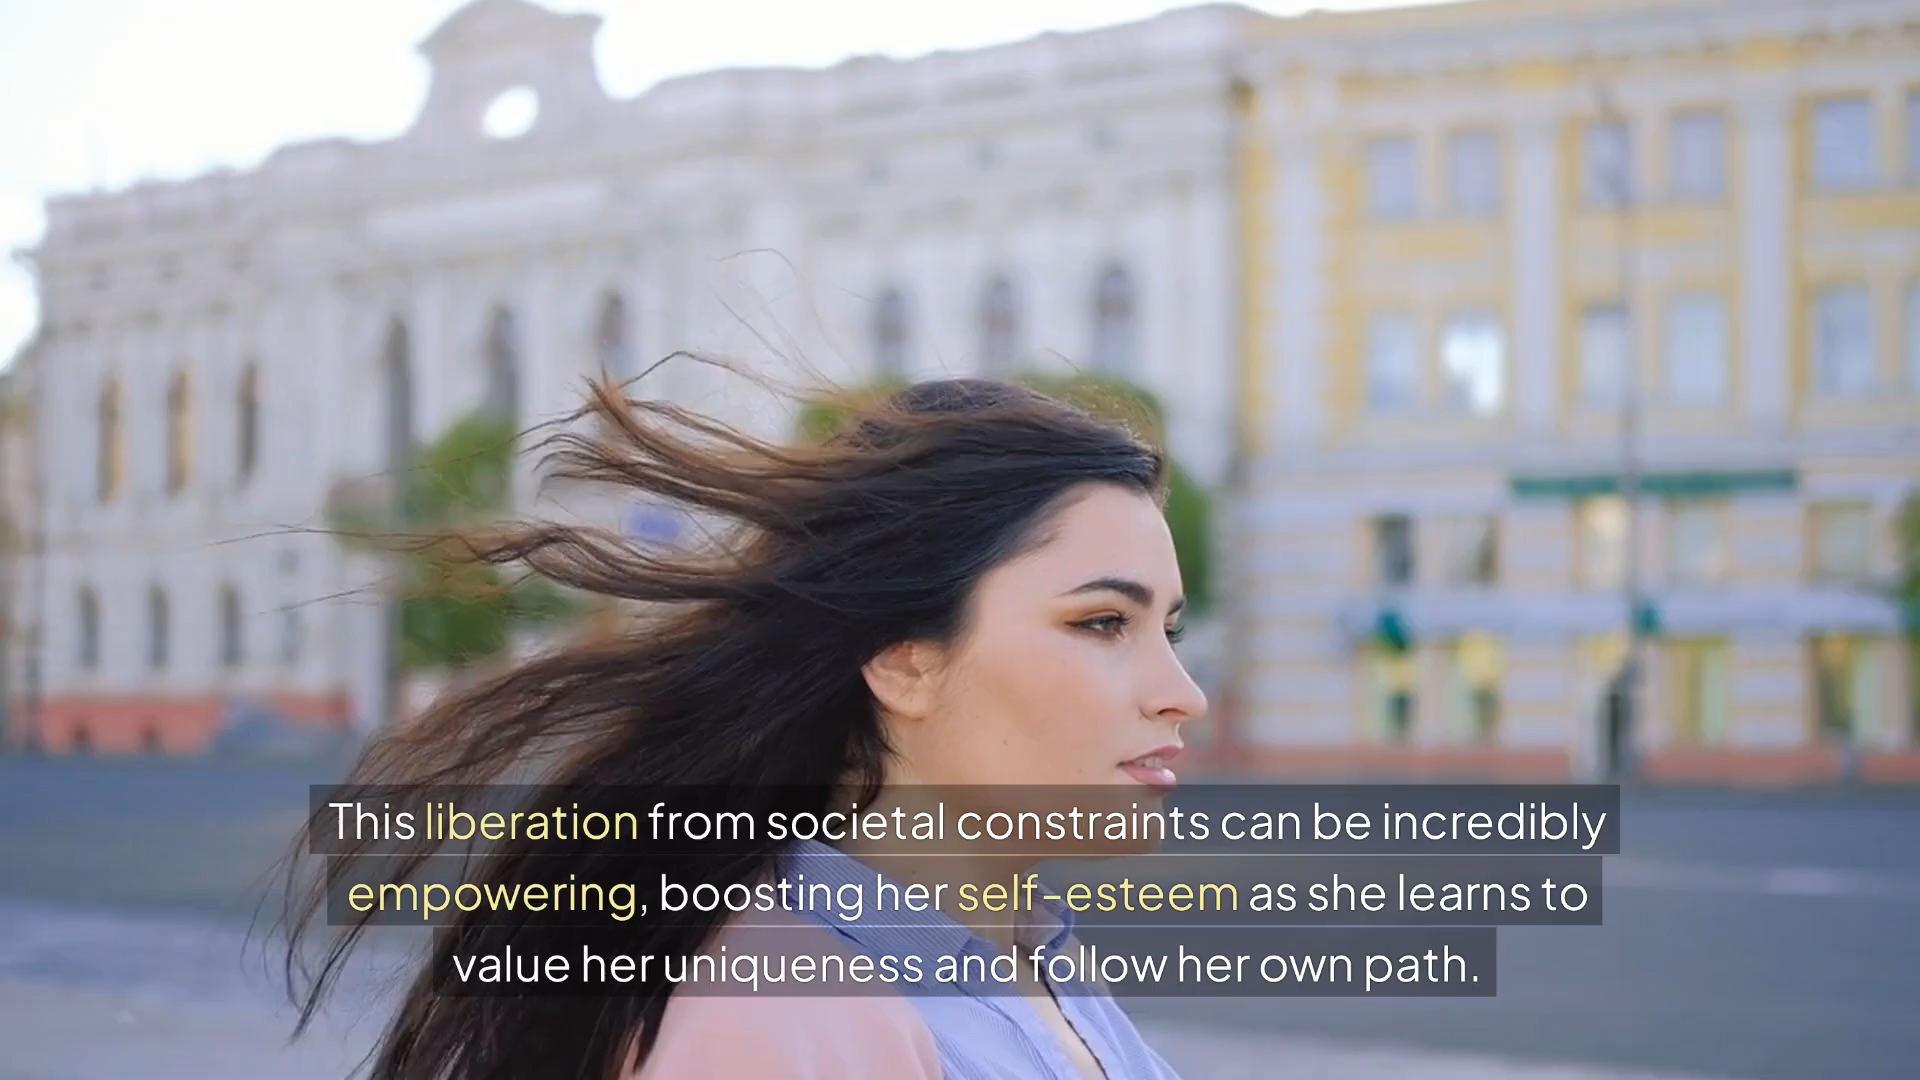 This liberation from societal constraints can be incredibly
empowering, boosting her self-esteem as she learns to
value her uniqueness and follow her own path.